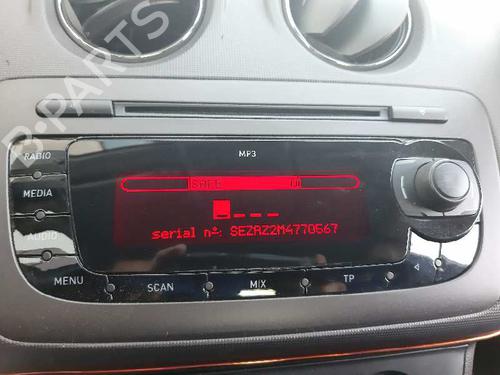 B-PARTS
RADIO
MP3
MEDIA
SAFE
serial nº: SEZAZ2M4770567
AUDIO
MENU
SCAN
MIX
TP